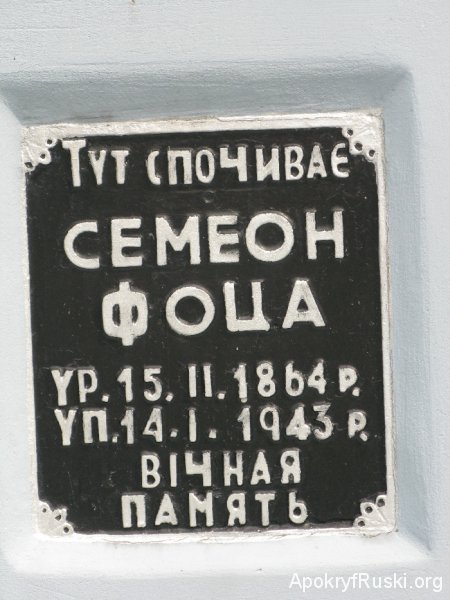 Тут спочиває
СЕМЕОН
ФОЦА
УР. 15. II. 1864 р.
УП. 14. I. 1943 р.
ВІЧНАЯ
ПАМЯТЬ
ApokryfRuski.org